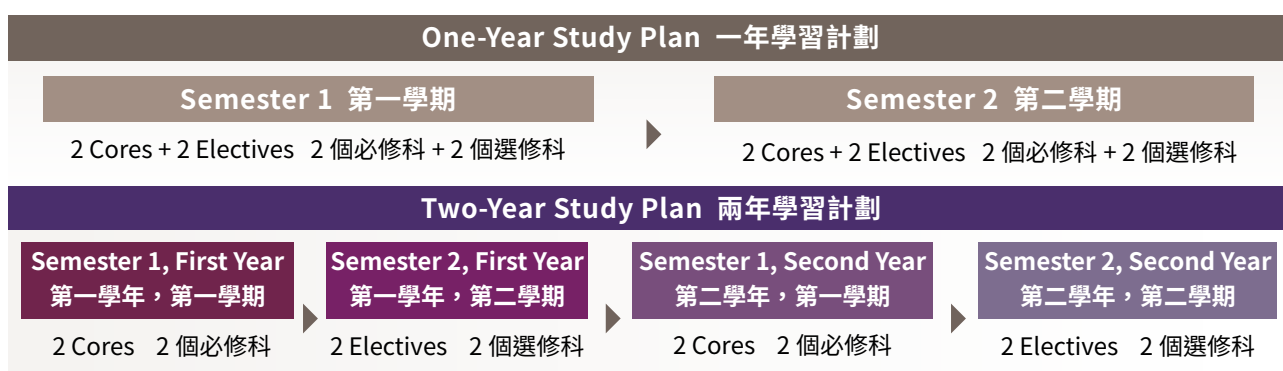 One-Year Study Plan 一年學習計劃
Semester 1 第一學期
2 Cores + 2 Electives 2 個必修科 + 2 個選修科
Semester 2 第二學期
2 Cores + 2 Electives 2 個必修科 + 2 個選修科
Two-Year Study Plan 兩年學習計劃
Semester 1, First Year
第一學年，第一學期
2 Cores 2 個必修科
Semester 2, First Year
第一學年，第二學期
2 Electives 2 個選修科
Semester 1, Second Year
第二學年，第一學期
2 Cores 2 個必修科
Semester 2, Second Year
第二學年，第二學期
2 Electives 2 個選修科